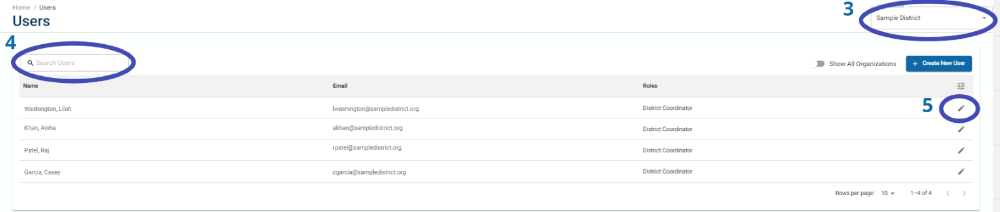 Home / Users
Users
3
Sample District
4
Search Users
Show All Organizations
+ Create New User
Name Email Roles
Washington, Lilah lwashington@sampledistrict.org District Coordinator
5
Khan, Aisha akhan@sampledistrict.org District Coordinator
Patel, Raj rpatel@sampledistrict.org District Coordinator
Garcia, Casey cgarcia@sampledistrict.org District Coordinator
Rows per page: 10 1–4 of 4